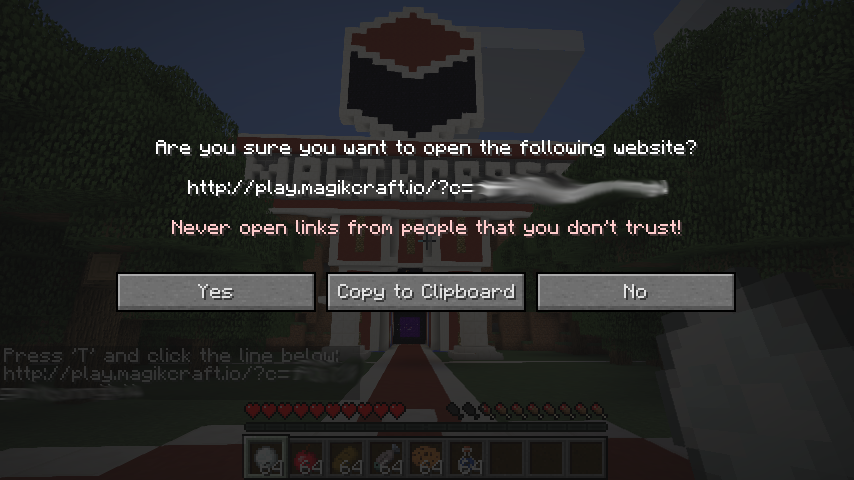 Are you sure you want to open the following website?
http://play.magikcraft.io/?c=
Never open links from people that you don't trust!
Yes
Copy to Clipboard
No
Press 'T' and click the line below:
http://play.magikcraft.io/?c=
64
64
64
64
64
64